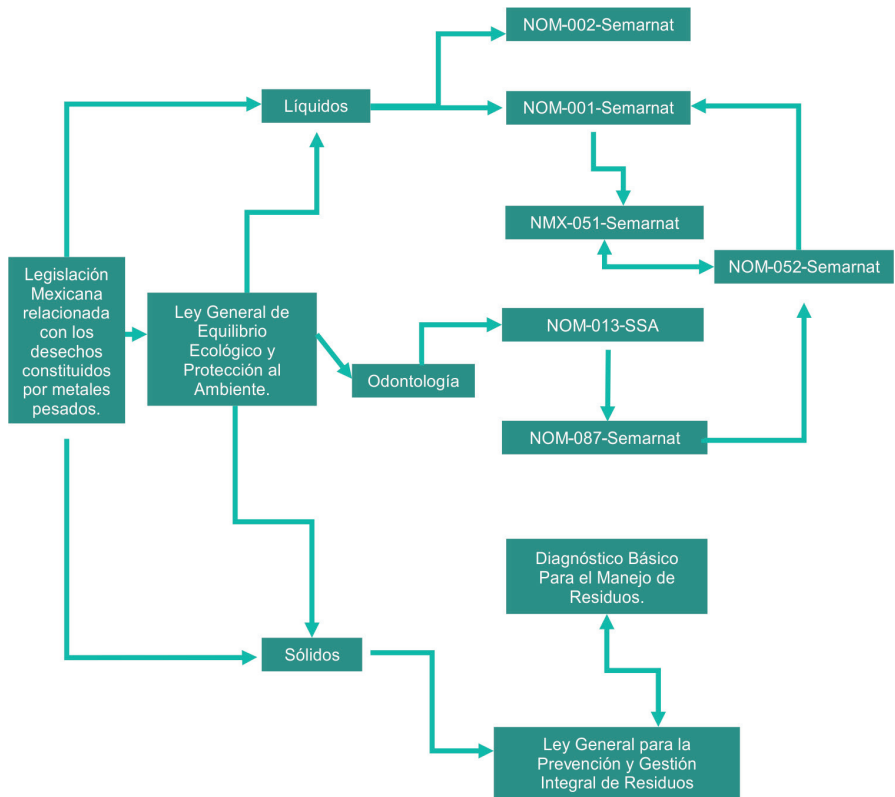 NOM-002-Semarnat
Líquidos
NOM-001-Semarnat
NMX-051-Semarnat
NOM-052-Semarnat
Legislación
Mexicana
relacionada
con los
desechos
constituidos
por metales
pesados.
Ley General de
Equilibrio
Ecológico y
Protección al
Ambiente.
NOM-013-SSA
Odontología
NOM-087-Semarnat
Diagnóstico Básico
Para el Manejo de
Residuos.
Sólidos
Ley General para la
Prevención y Gestión
Integral de Residuos